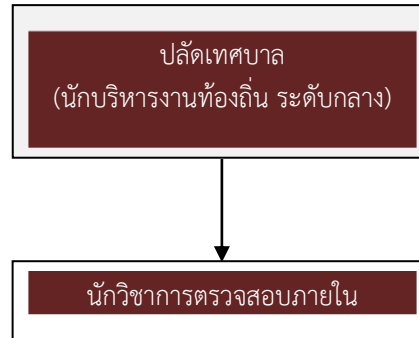 ปลัดเทศบาล
(นักบริหารงานท้องถิ่น ระดับกลาง)
นักวิชาการตรวจสอบภายใน